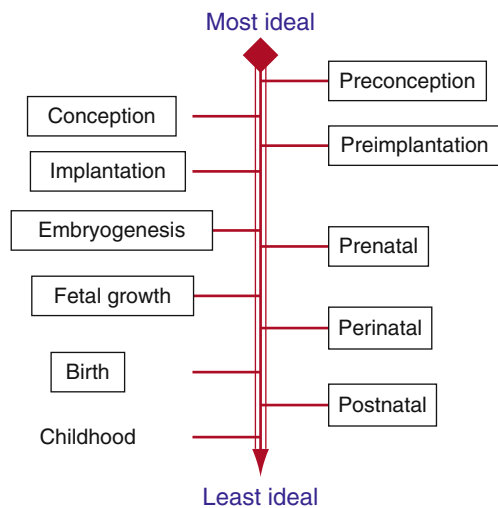 Most ideal
Preconception
Conception
Preimplantation
Implantation
Embryogenesis
Prenatal
Fetal growth
Perinatal
Birth
Postnatal
Childhood
Least ideal